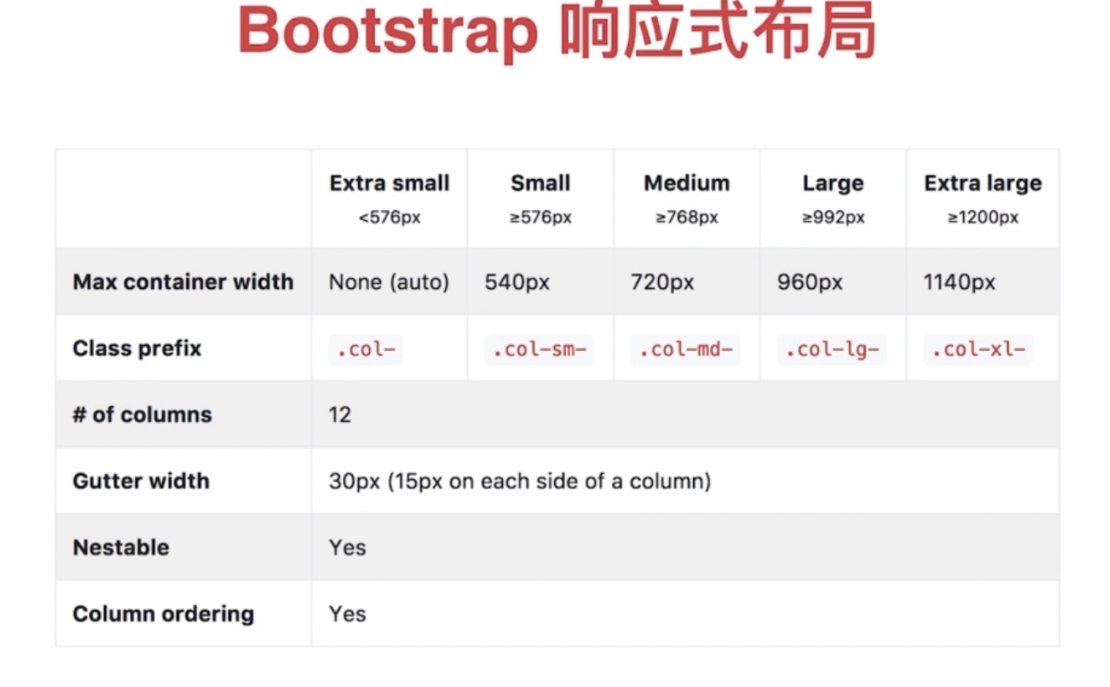 Bootstrap 响应式布局
Extra small Small Medium Large Extra large
<576px ≥576px ≥768px ≥992px ≥1200px
Max container width None (auto) 540px 720px 960px 1140px
Class prefix .col- .col-sm- .col-md- .col-lg- .col-xl-
# of columns 12
Gutter width 30px (15px on each side of a column)
Nestable Yes
Column ordering Yes